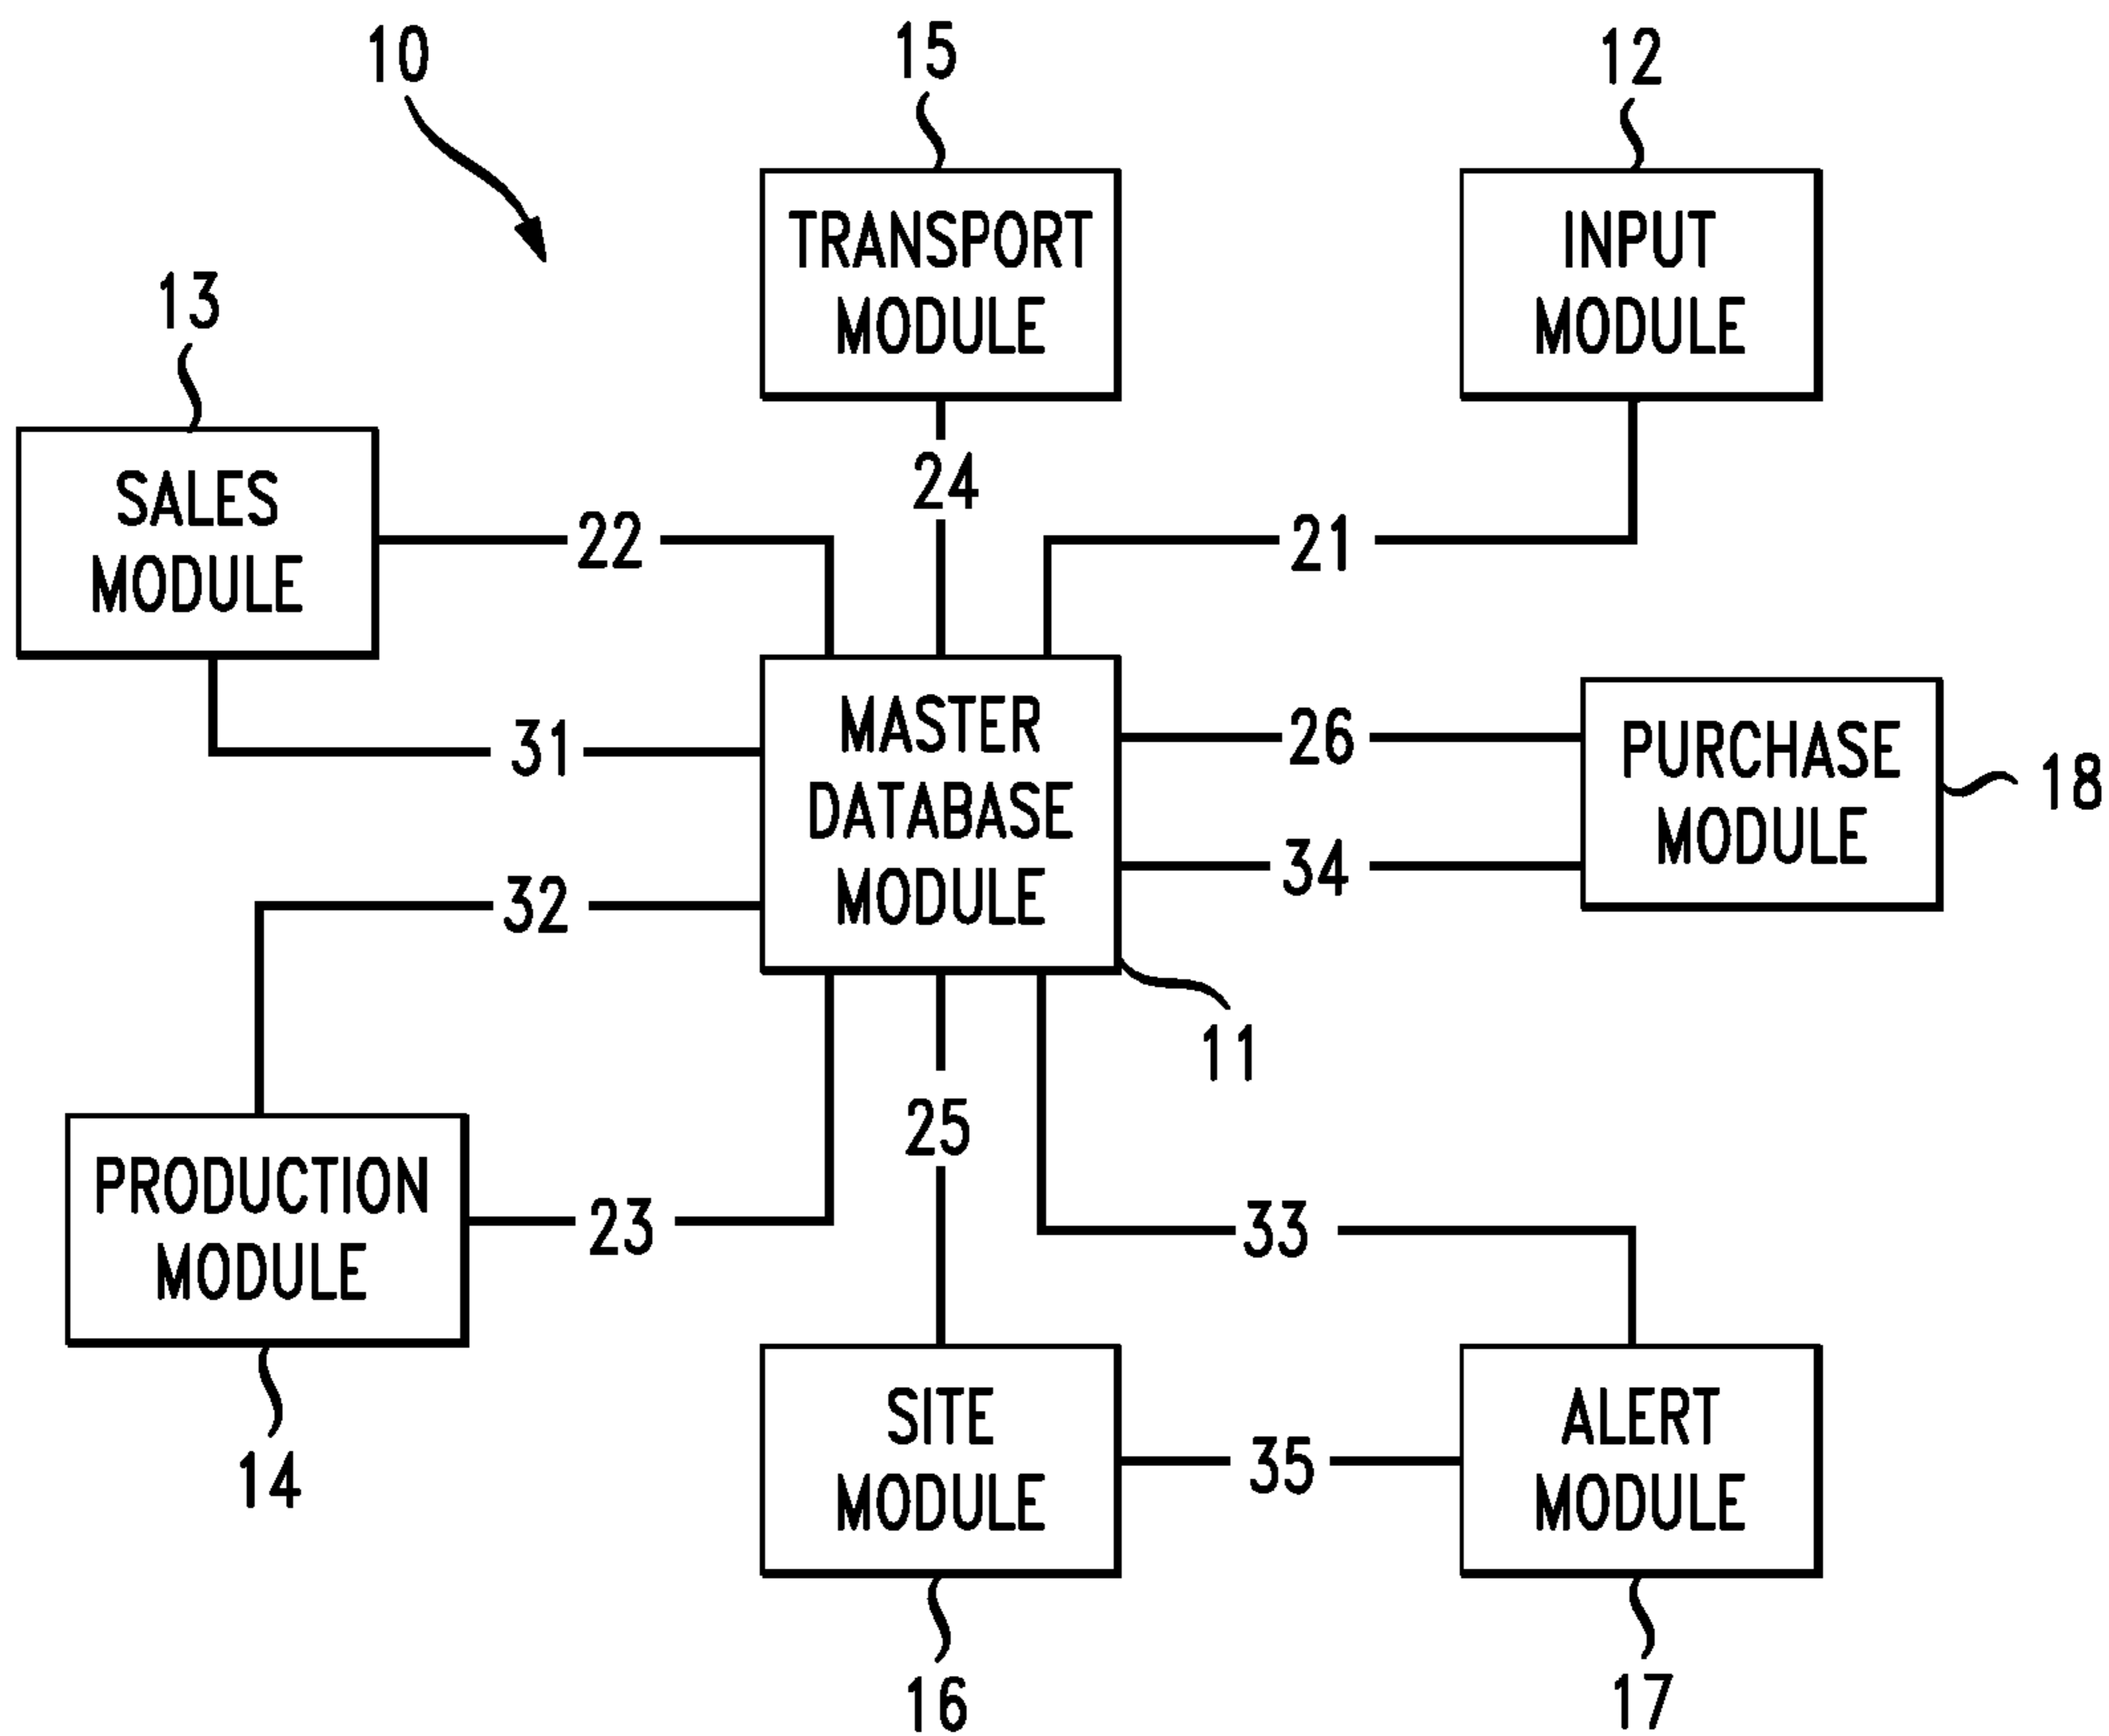 10
15
12
TRANSPORT
MODULE
INPUT
MODULE
13
SALES
MODULE
24
22
21
MASTER
DATABASE
MODULE
31
26
34
PURCHASE
MODULE
18
32
11
25
PRODUCTION
MODULE
23
33
14
SITE
MODULE
35
ALERT
MODULE
16
17